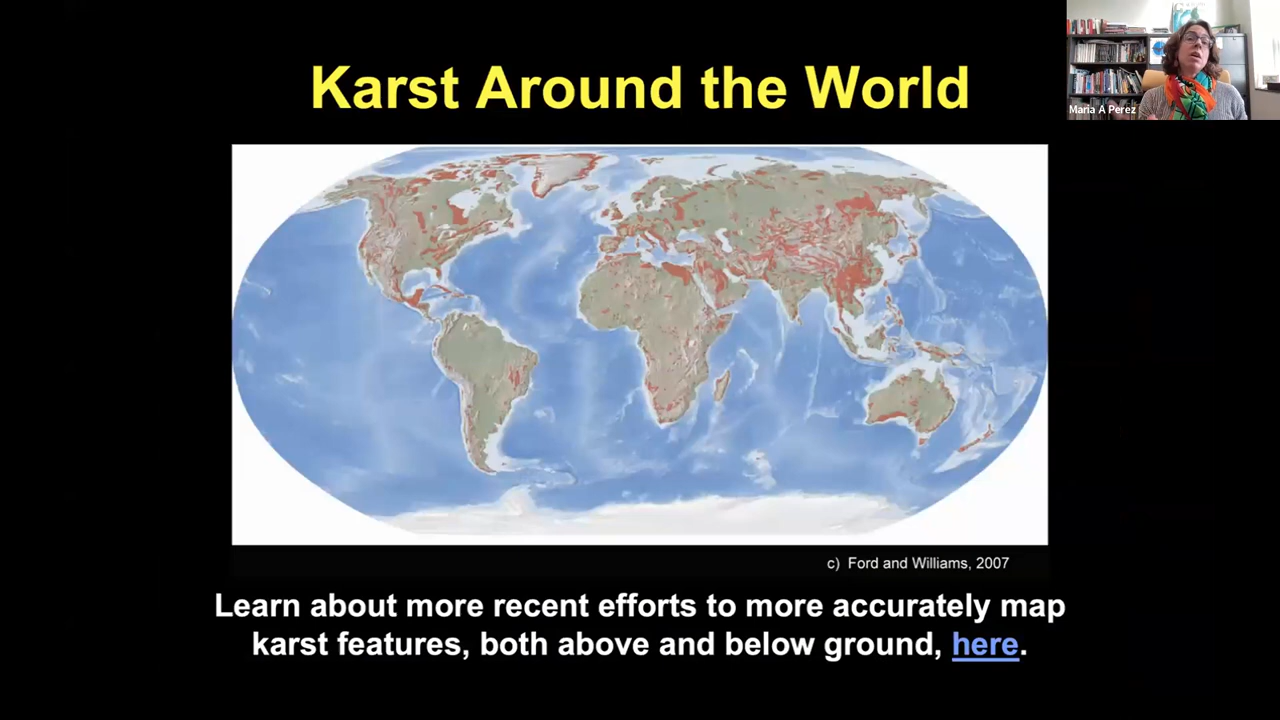 Karst Around the World
Maria A Perez
c) Ford and Williams, 2007
Learn about more recent efforts to more accurately map
karst features, both above and below ground, here.